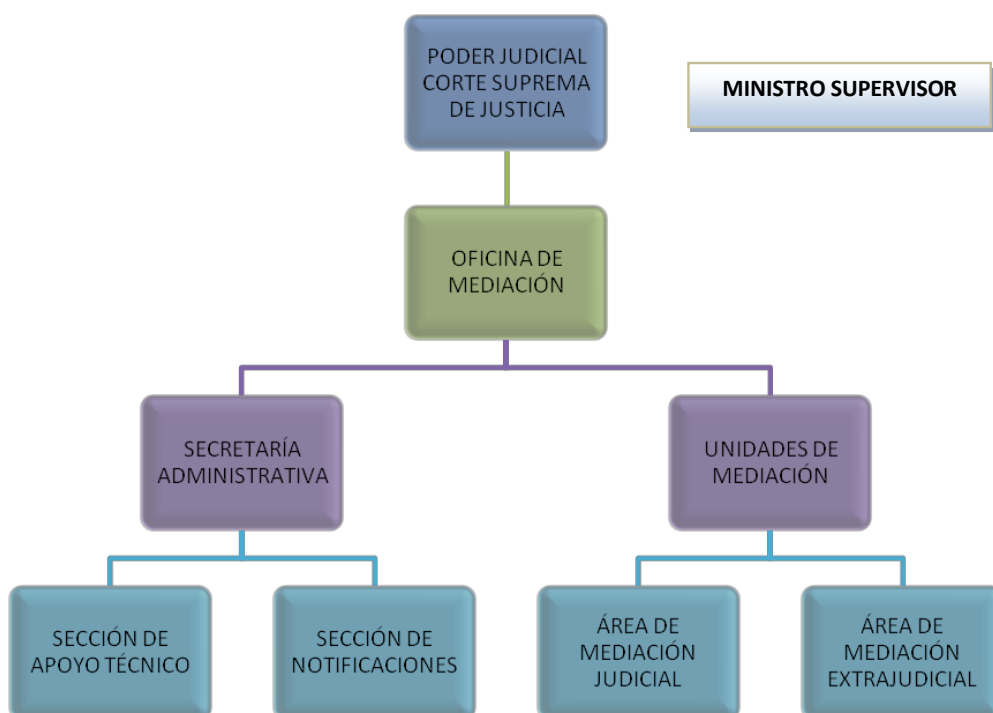 PODER JUDICIAL
CORTE SUPREMA
DE JUSTICIA
MINISTRO SUPERVISOR
OFICINA DE
MEDIACIÓN
SECRETARÍA
ADMINISTRATIVA
UNIDADES DE
MEDIACIÓN
SECCIÓN DE
APOYO TÉCNICO
SECCIÓN DE
NOTIFICACIONES
ÁREA DE
MEDIACIÓN
JUDICIAL
ÁREA DE
MEDIACIÓN
EXTRAJUDICIAL